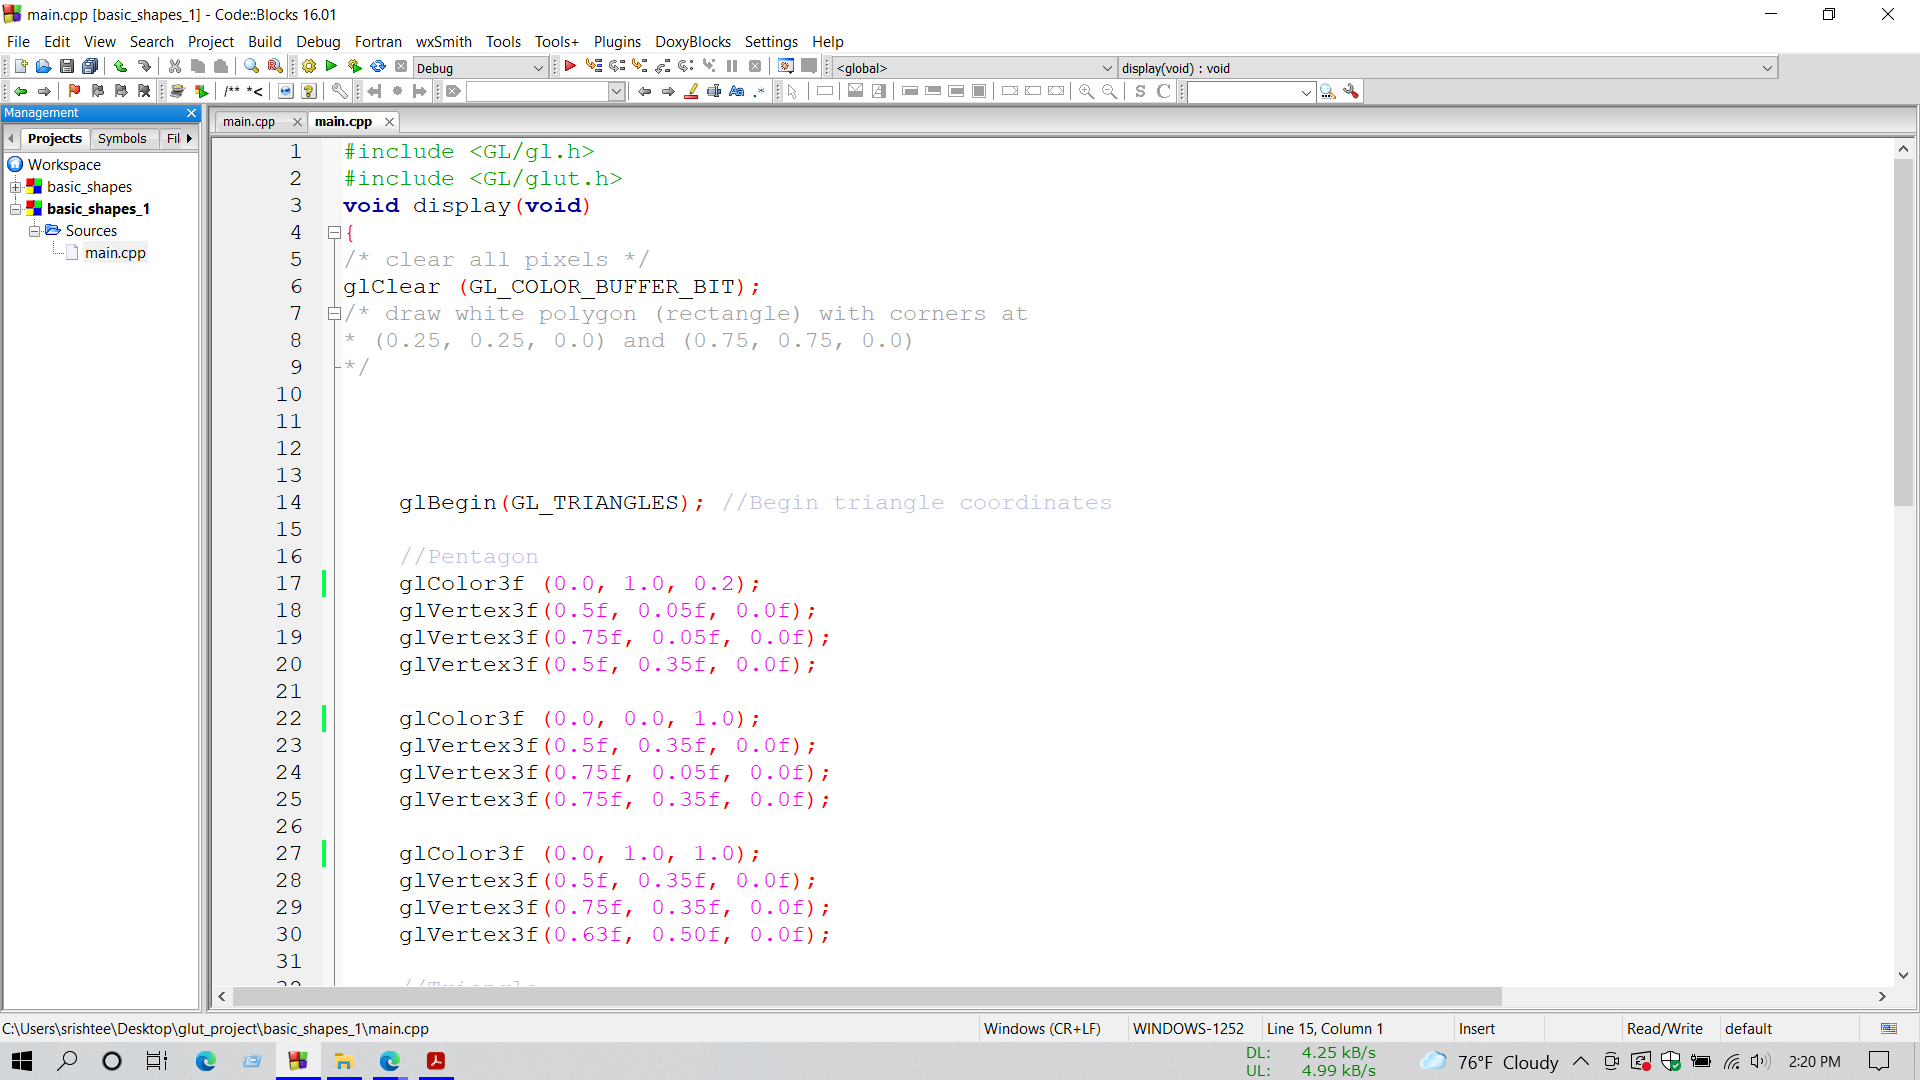 main.cpp [basic_shapes_1] - Code::Blocks 16.01
File Edit View Search Project Build Debug Fortran wxSmith Tools Tools+ Plugins DoxyBlocks Settings Help
Debug <global> display(void) : void
/** *< Aa .* S C
Management
Projects Symbols Fil
Workspace
basic_shapes
basic_shapes_1
Sources
main.cpp
main.cpp main.cpp
1 #include <GL/gl.h>
2 #include <GL/glut.h>
3 void display(void)
4 {
5 /* clear all pixels */
6 glClear (GL_COLOR_BUFFER_BIT);
7 /* draw white polygon (rectangle) with corners at
8 * (0.25, 0.25, 0.0) and (0.75, 0.75, 0.0)
9 */
10
11
12
13
14 glBegin(GL_TRIANGLES); //Begin triangle coordinates
15
16 //Pentagon
17 glColor3f (0.0, 1.0, 0.2);
18 glVertex3f(0.5f, 0.05f, 0.0f);
19 glVertex3f(0.75f, 0.05f, 0.0f);
20 glVertex3f(0.5f, 0.35f, 0.0f);
21
22 glColor3f (0.0, 0.0, 1.0);
23 glVertex3f(0.5f, 0.35f, 0.0f);
24 glVertex3f(0.75f, 0.05f, 0.0f);
25 glVertex3f(0.75f, 0.35f, 0.0f);
26
27 glColor3f (0.0, 1.0, 1.0);
28 glVertex3f(0.5f, 0.35f, 0.0f);
29 glVertex3f(0.75f, 0.35f, 0.0f);
30 glVertex3f(0.63f, 0.50f, 0.0f);
31
C:\Users\srishtee\Desktop\glut_project\basic_shapes_1\main.cpp Windows (CR+LF) WINDOWS-1252 Line 15, Column 1 Insert Read/Write default
DL: 4.25 kB/s
UL: 4.99 kB/s
76°F Cloudy 2:20 PM